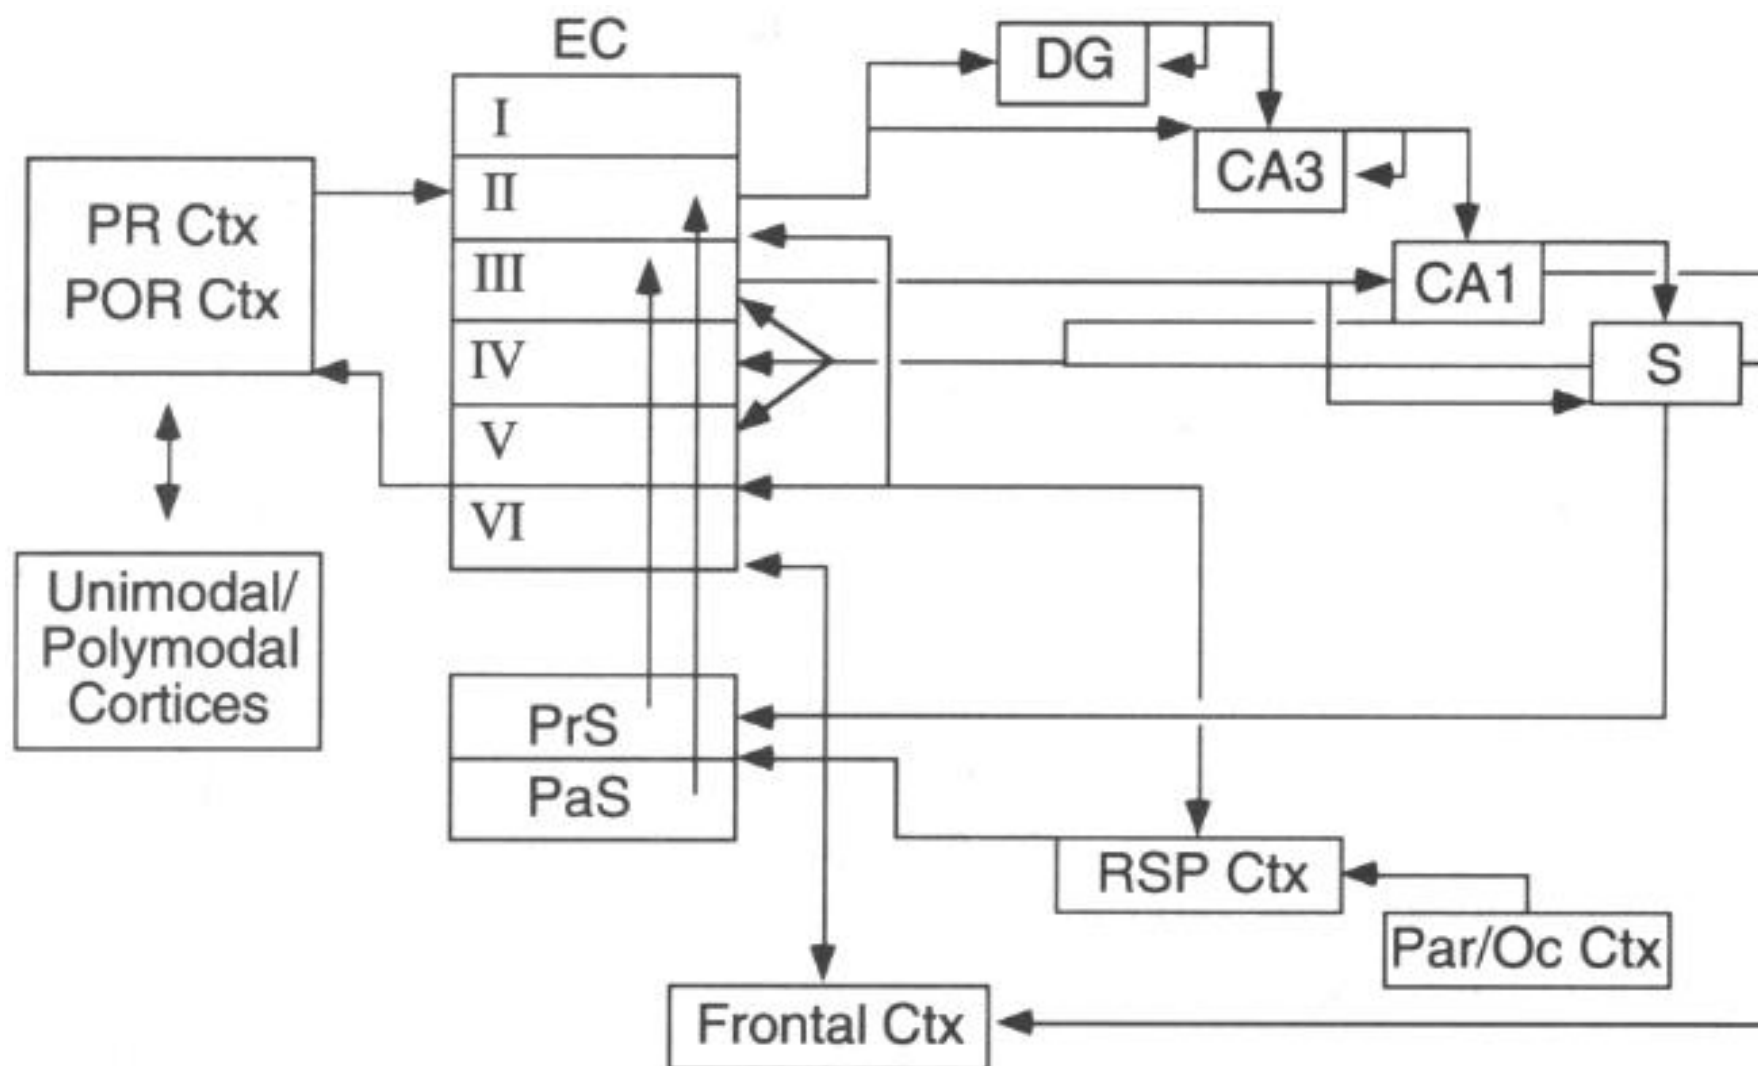 EC
I
II
III
IV
V
VI
DG
CA3
CA1
S
PR Ctx
POR Ctx
Unimodal/
Polymodal
Cortices
PrS
PaS
RSP Ctx
Par/Oc Ctx
Frontal Ctx